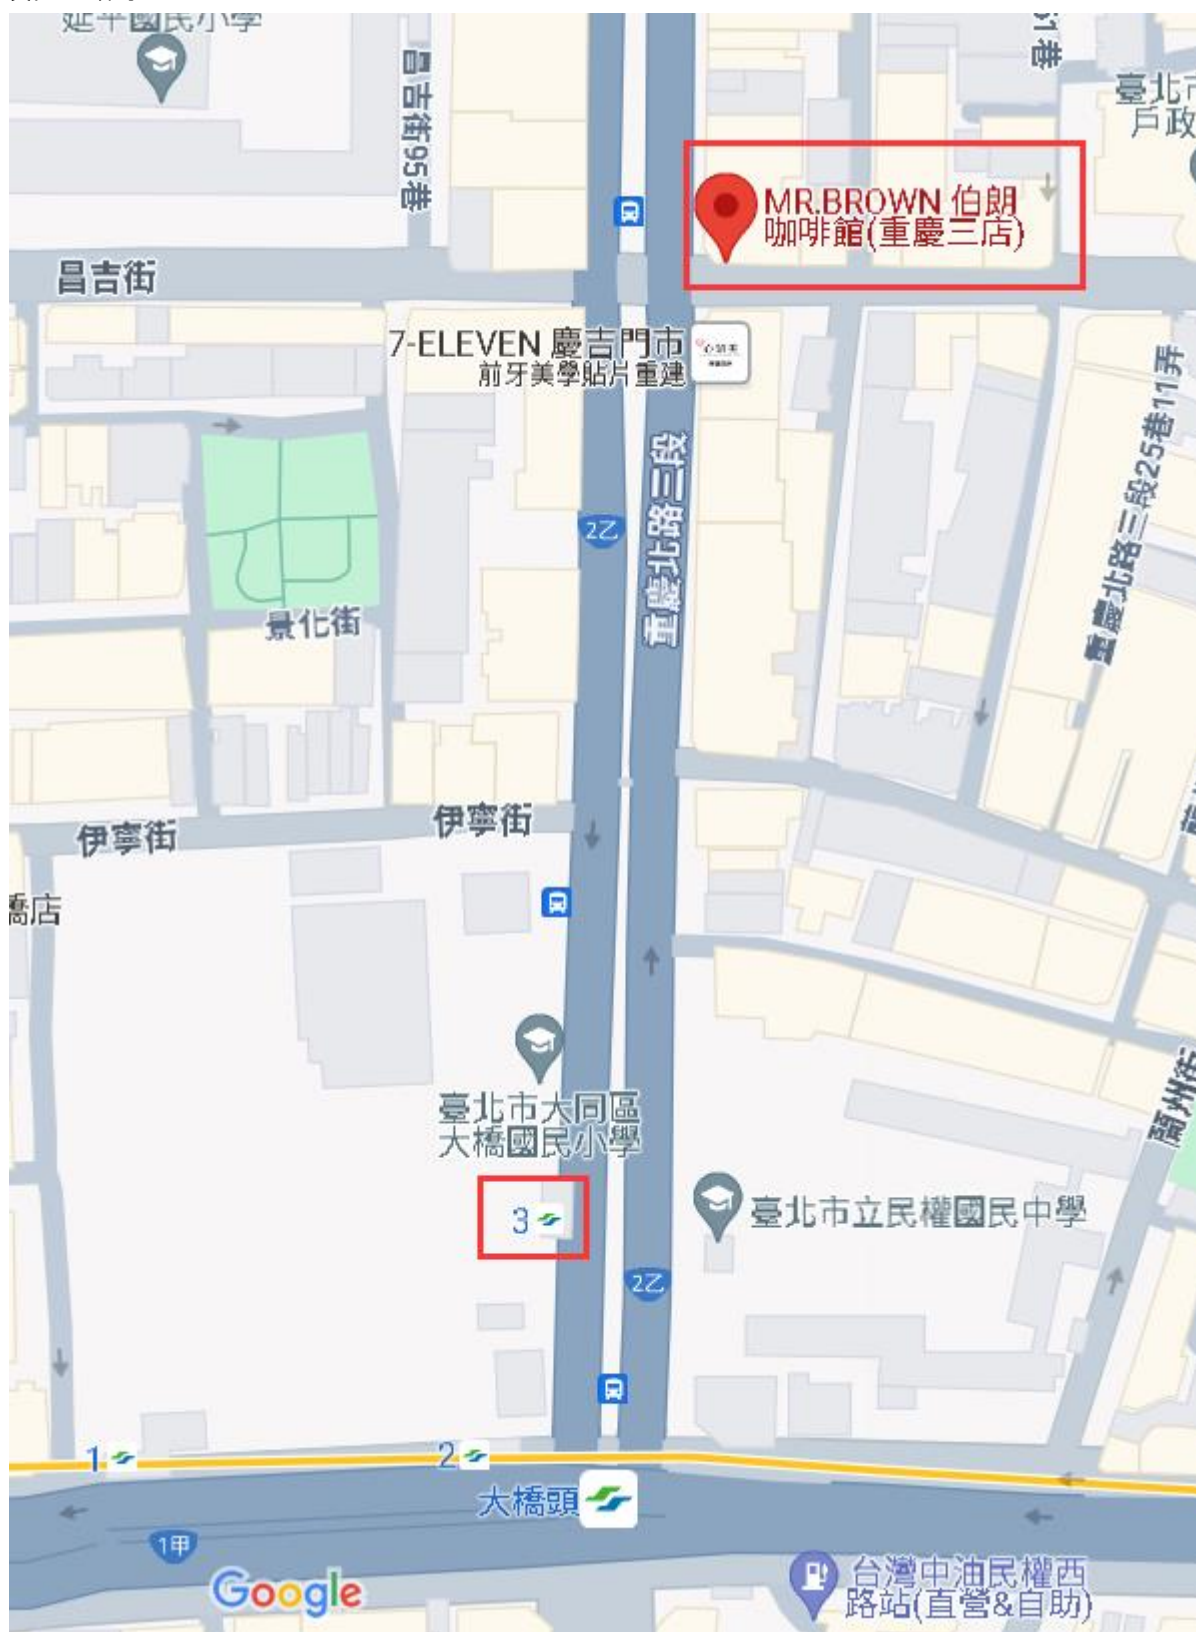 延平國民小學
昌吉街95巷
61巷
臺北市
戶政
MR.BROWN 伯朗
咖啡館(重慶三店)
昌吉街
7-ELEVEN 慶吉門市
前牙美學貼片重建
重慶北路三段
重慶北路三段25巷11弄
2乙
景化街
伊寧街
伊寧街
橋店
臺北市大同區
大橋國民小學
蘭州街
3
臺北市立民權國民中學
2乙
1
2
大橋頭
1甲
Google
台灣中油民權西
路站(直營&自助)